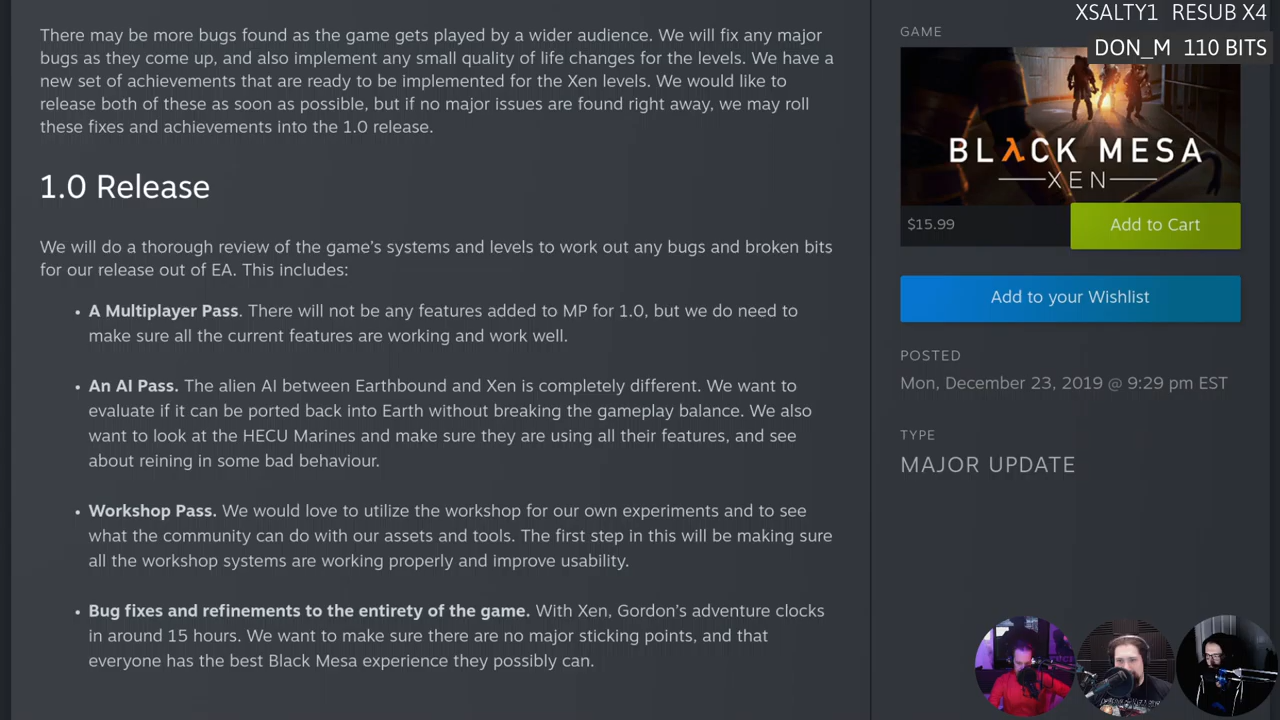 XSALTY1 RESUB X4
DON_M 110 BITS
There may be more bugs found as the game gets played by a wider audience. We will fix any major
bugs as they come up, and also implement any small quality of life changes for the levels. We have a
new set of achievements that are ready to be implemented for the Xen levels. We would like to
release both of these as soon as possible, but if no major issues are found right away, we may roll
these fixes and achievements into the 1.0 release.
1.0 Release
We will do a thorough review of the game's systems and levels to work out any bugs and broken bits
for our release out of EA. This includes:
• A Multiplayer Pass. There will not be any features added to MP for 1.0, but we do need to
make sure all the current features are working and work well.
• An AI Pass. The alien AI between Earthbound and Xen is completely different. We want to
evaluate if it can be ported back into Earth without breaking the gameplay balance. We also
want to look at the HECU Marines and make sure they are using all their features, and see
about reining in some bad behaviour.
• Workshop Pass. We would love to utilize the workshop for our own experiments and to see
what the community can do with our assets and tools. The first step in this will be making sure
all the workshop systems are working properly and improve usability.
• Bug fixes and refinements to the entirety of the game. With Xen, Gordon's adventure clocks
in around 15 hours. We want to make sure there are no major sticking points, and that
everyone has the best Black Mesa experience they possibly can.
GAME
BLλCK MESA
XEN
$15.99
Add to Cart
Add to your Wishlist
POSTED
Mon, December 23, 2019 @ 9:29 pm EST
TYPE
MAJOR UPDATE